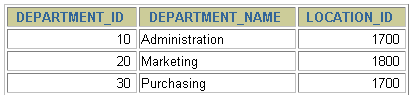 DEPARTMENT_ID DEPARTMENT_NAME LOCATION_ID
10 Administration 1700
20 Marketing 1800
30 Purchasing 1700